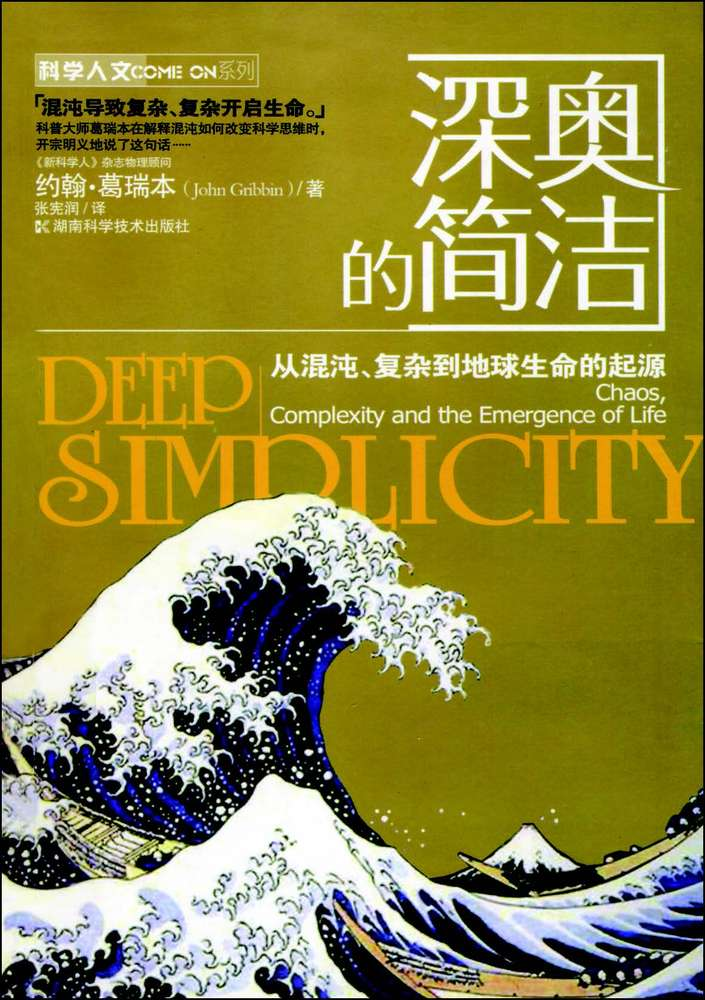 科学人文COME ON系列
「混沌导致复杂、复杂开启生命。」
科普大师葛瑞本在解释混沌如何改变科学思维时，
开宗明义地说了这句话……
《新科学人》杂志物理顾问
约翰·葛瑞本（John Gribbin）/著
张宪润/译
湖南科学技术出版社
深奥
的简洁
从混沌、复杂到地球生命的起源
Chaos,
Complexity and the Emergence of Life
DEEP
SIMPLICITY